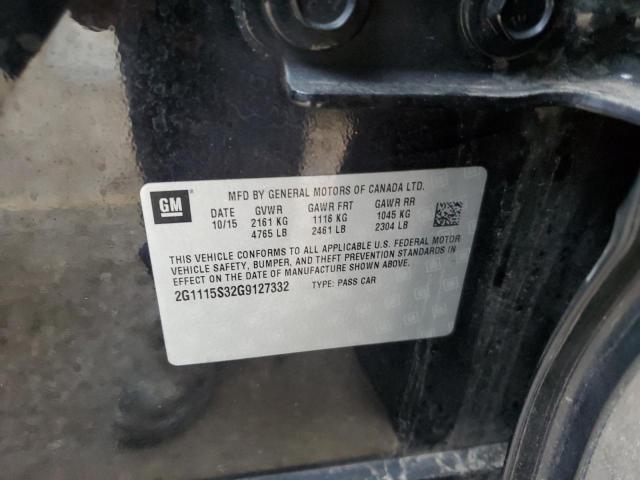 GM
MFD BY GENERAL MOTORS OF CANADA LTD.
DATE GVWR GAWR FRT GAWR RR
10/15 2161 KG 1116 KG 1045 KG
4765 LB 2461 LB 2304 LB
THIS VEHICLE CONFORMS TO ALL APPLICABLE U.S. FEDERAL MOTOR
VEHICLE SAFETY, BUMPER, AND THEFT PREVENTION STANDARDS IN
EFFECT ON THE DATE OF MANUFACTURE SHOWN ABOVE.
2G1115S32G9127332 TYPE: PASS CAR